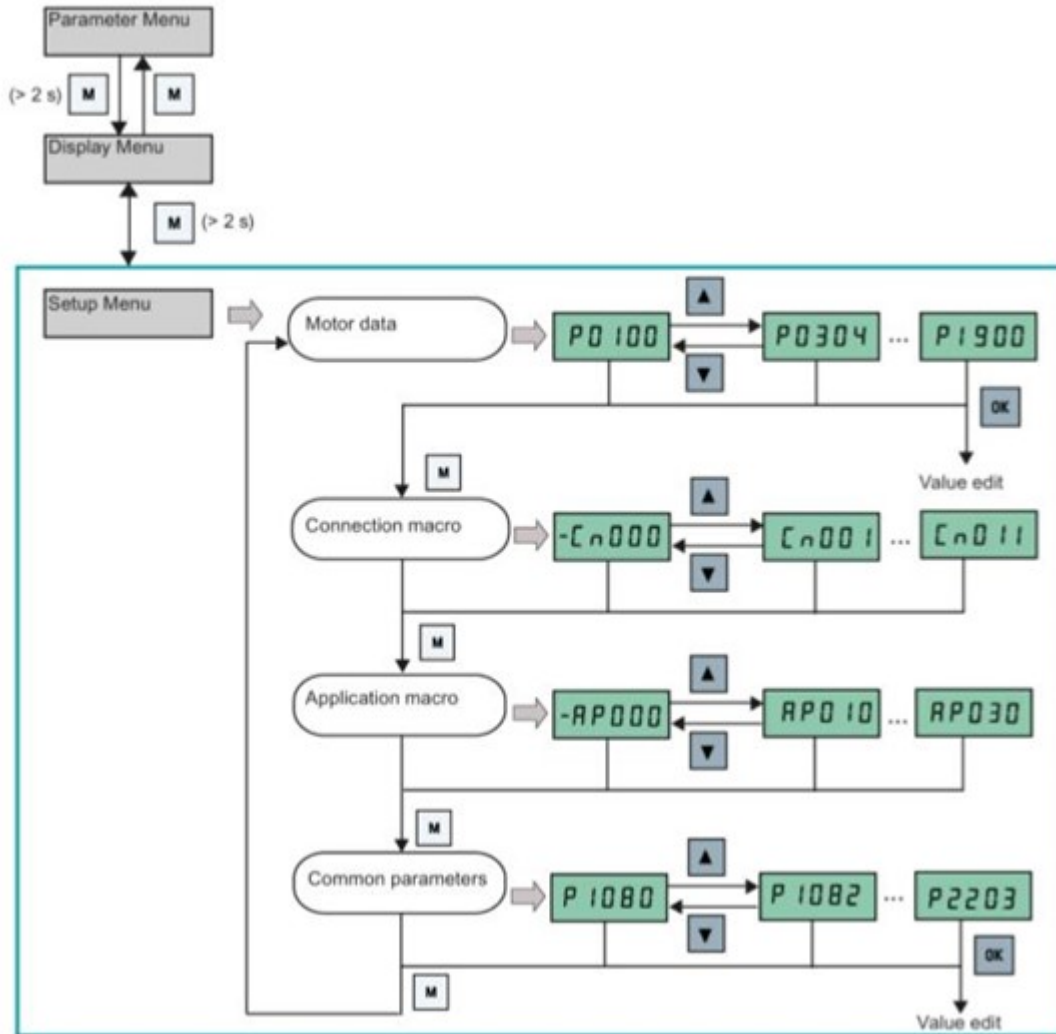 Parameter Menu
(> 2 s) M M
Display Menu
M (> 2 s)
Setup Menu
Motor data
▲
P0100 P0304 ... P1900
▼
OK
M
Value edit
Connection macro
▲
-Cn000 Cn001 ... Cn011
▼
M
Application macro
▲
-AP000 AP010 ... AP030
▼
M
Common parameters
▲
P1080 P1082 ... P2203
▼
OK
M
Value edit